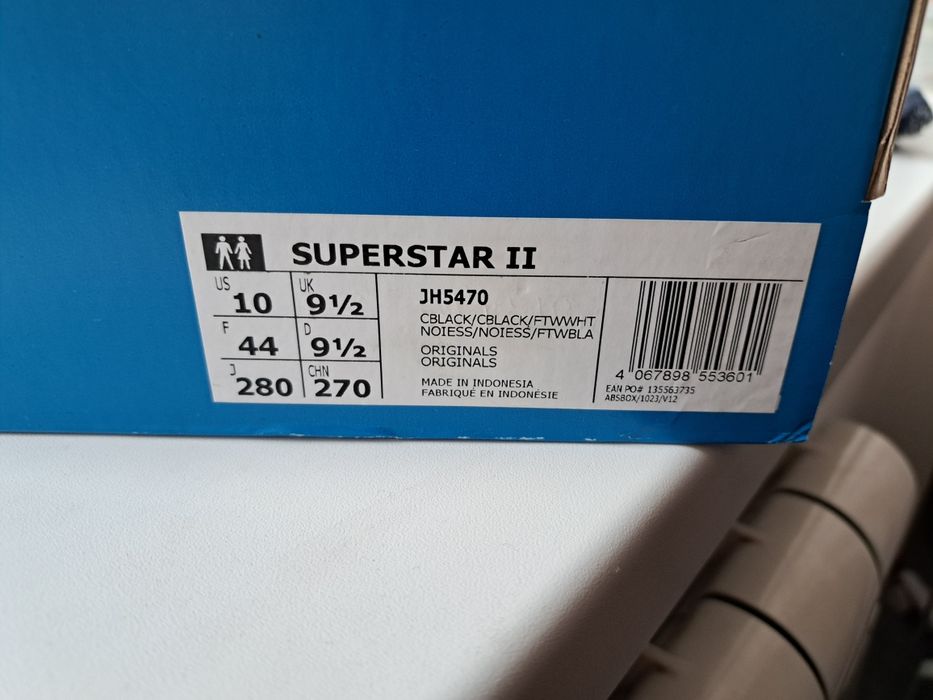 SUPERSTAR II
US 10 UK 9½
F 44 D 9½
J 280 CHN 270
JH5470
CBLACK/CBLACK/FTWWHT
NOIESS/NOIESS/FTWBLA
ORIGINALS
ORIGINALS
MADE IN INDONESIA
FABRIQUÉ EN INDONÉSIE
4 067898 553601
EAN PO# 135563735
ABSBOX/1023/V12